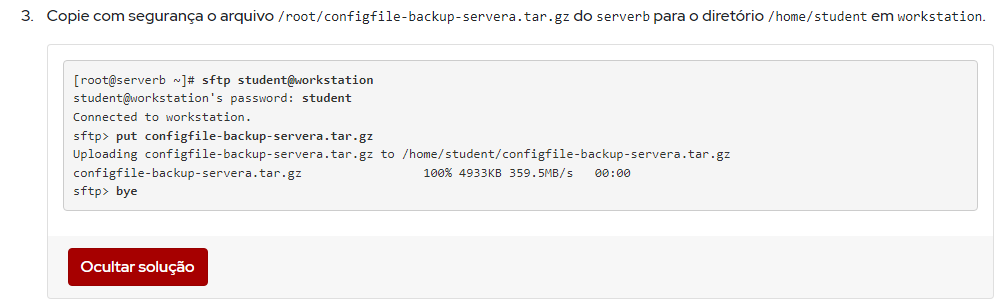 3. Copie com segurança o arquivo /root/configfile-backup-servera.tar.gz do serverb para o diretório /home/student em workstation.
[root@serverb ~]# sftp student@workstation
student@workstation's password: student
Connected to workstation.
sftp> put configfile-backup-servera.tar.gz
Uploading configfile-backup-servera.tar.gz to /home/student/configfile-backup-servera.tar.gz
configfile-backup-servera.tar.gz 100% 4933KB 359.5MB/s 00:00
sftp> bye
Ocultar solução